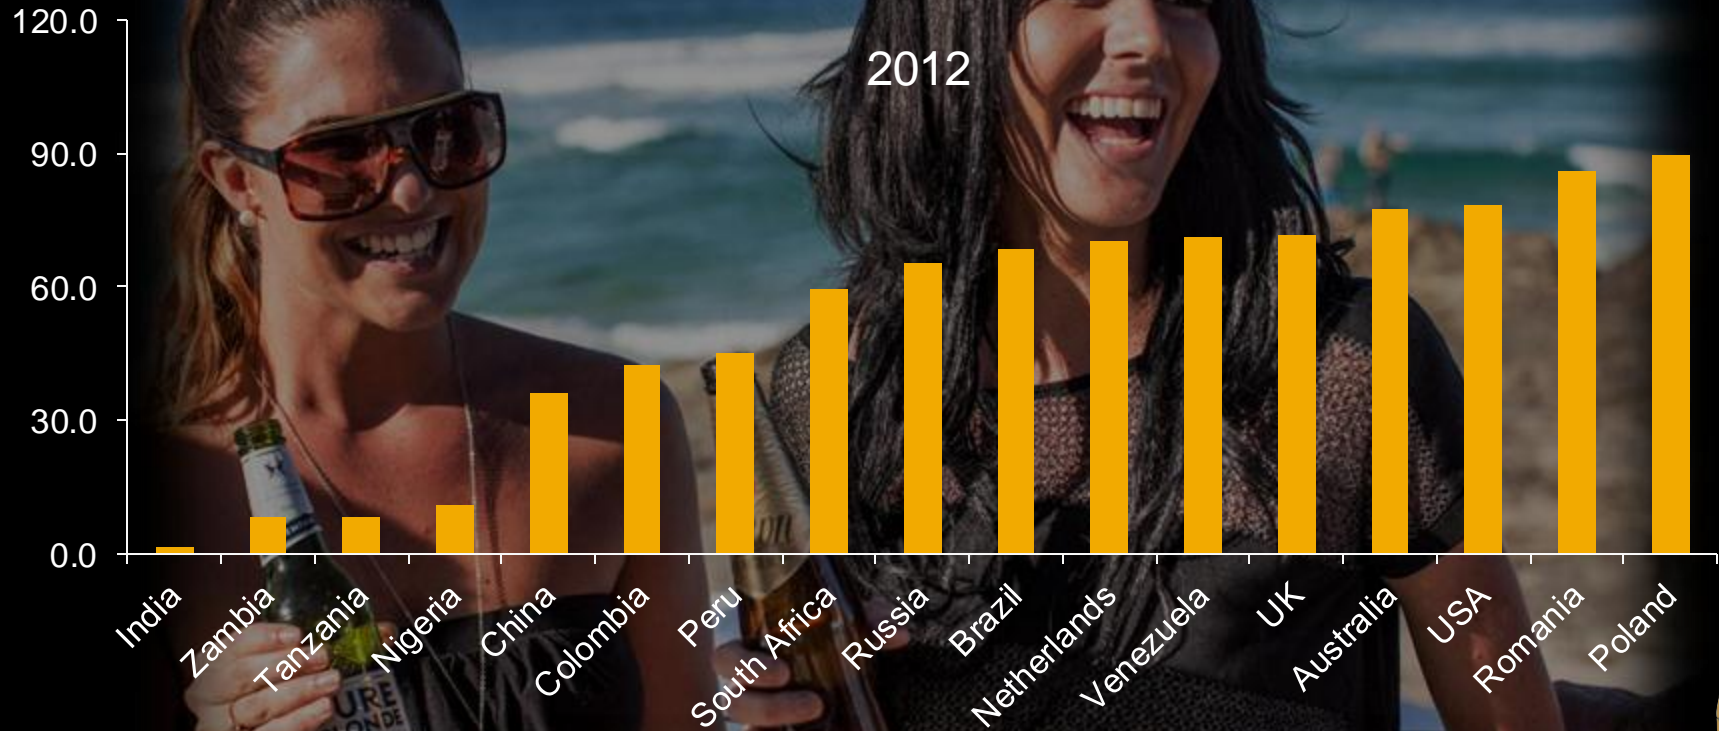 2012
120.0
90.0
60.0
30.0
0.0
India
Zambia
Tanzania
Nigeria
China
Colombia
Peru
South Africa
Russia
Brazil
Netherlands
Venezuela
UK
Australia
USA
Romania
Poland
URE